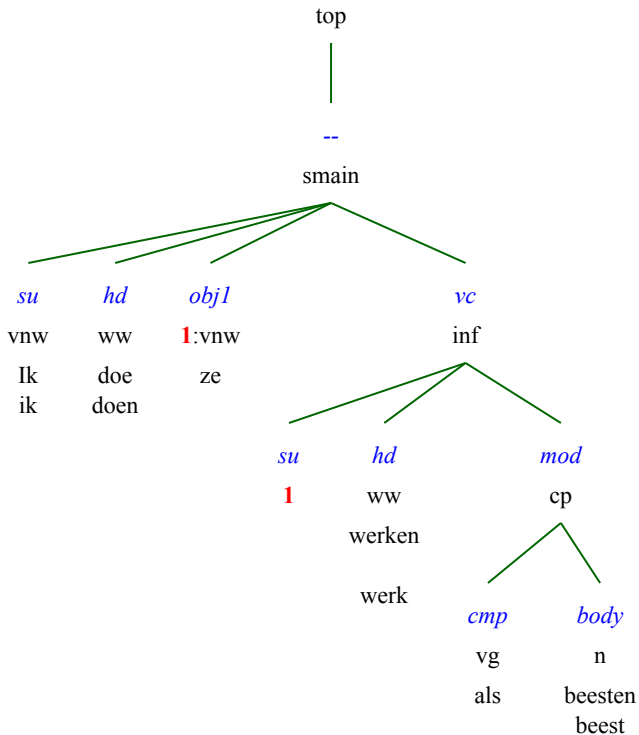 top
--
smain
su hd obj1 vc
vnw ww 1:vnw inf
Ik doe ze
ik doen
su hd mod
1 ww cp
werken
werk
cmp body
vg n
als beesten
beest